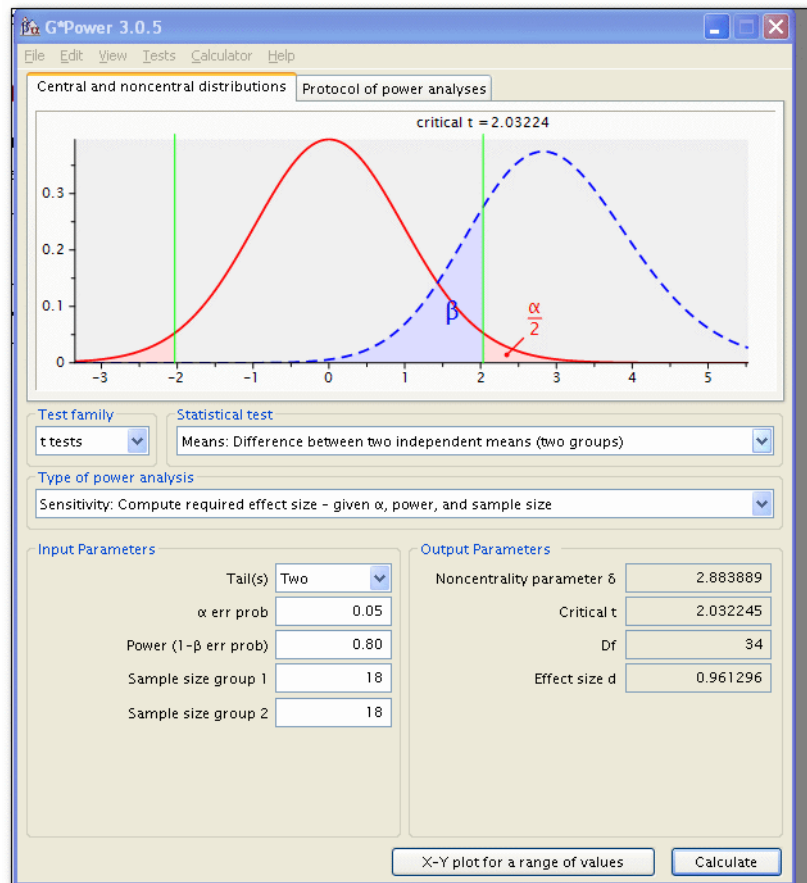 βα G*Power 3.0.5
File Edit View Tests Calculator Help
Central and noncentral distributions Protocol of power analyses
critical t = 2.03224
0.3
0.2
0.1
0
β
α
2
-3 -2 -1 0 1 2 3 4 5
Test family Statistical test
t tests Means: Difference between two independent means (two groups)
Type of power analysis
Sensitivity: Compute required effect size – given α, power, and sample size
Input Parameters Output Parameters
Tail(s) Two Noncentrality parameter δ 2.883889
α err prob 0.05 Critical t 2.032245
Power (1-β err prob) 0.80 Df 34
Sample size group 1 18 Effect size d 0.961296
Sample size group 2 18
X-Y plot for a range of values Calculate